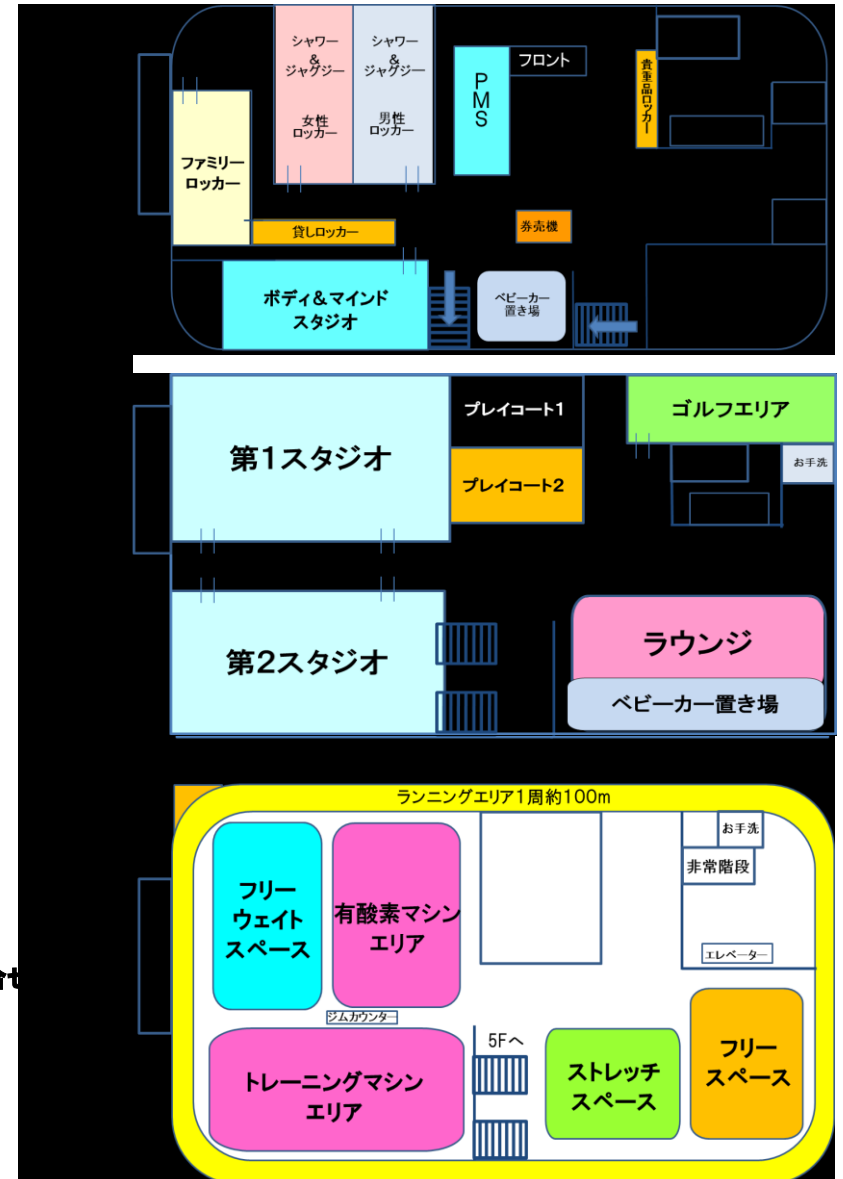 シャワー
&
ジャグジー
女性
ロッカー
シャワー
&
ジャグジー
男性
ロッカー
PMS
フロント
貴重品ロッカー
ファミリー
ロッカー
貸しロッカー
券売機
ボディ&マインド
スタジオ
ベビーカー
置き場
第1スタジオ
プレイコート1
プレイコート2
ゴルフエリア
お手洗
第2スタジオ
ラウンジ
ベビーカー置き場
ランニングエリア1周約100m
フリー
ウェイト
スペース
有酸素マシン
エリア
お手洗
非常階段
エレベーター
ジムカウンター
トレーニングマシン
エリア
5Fへ
ストレッチ
スペース
フリー
スペース